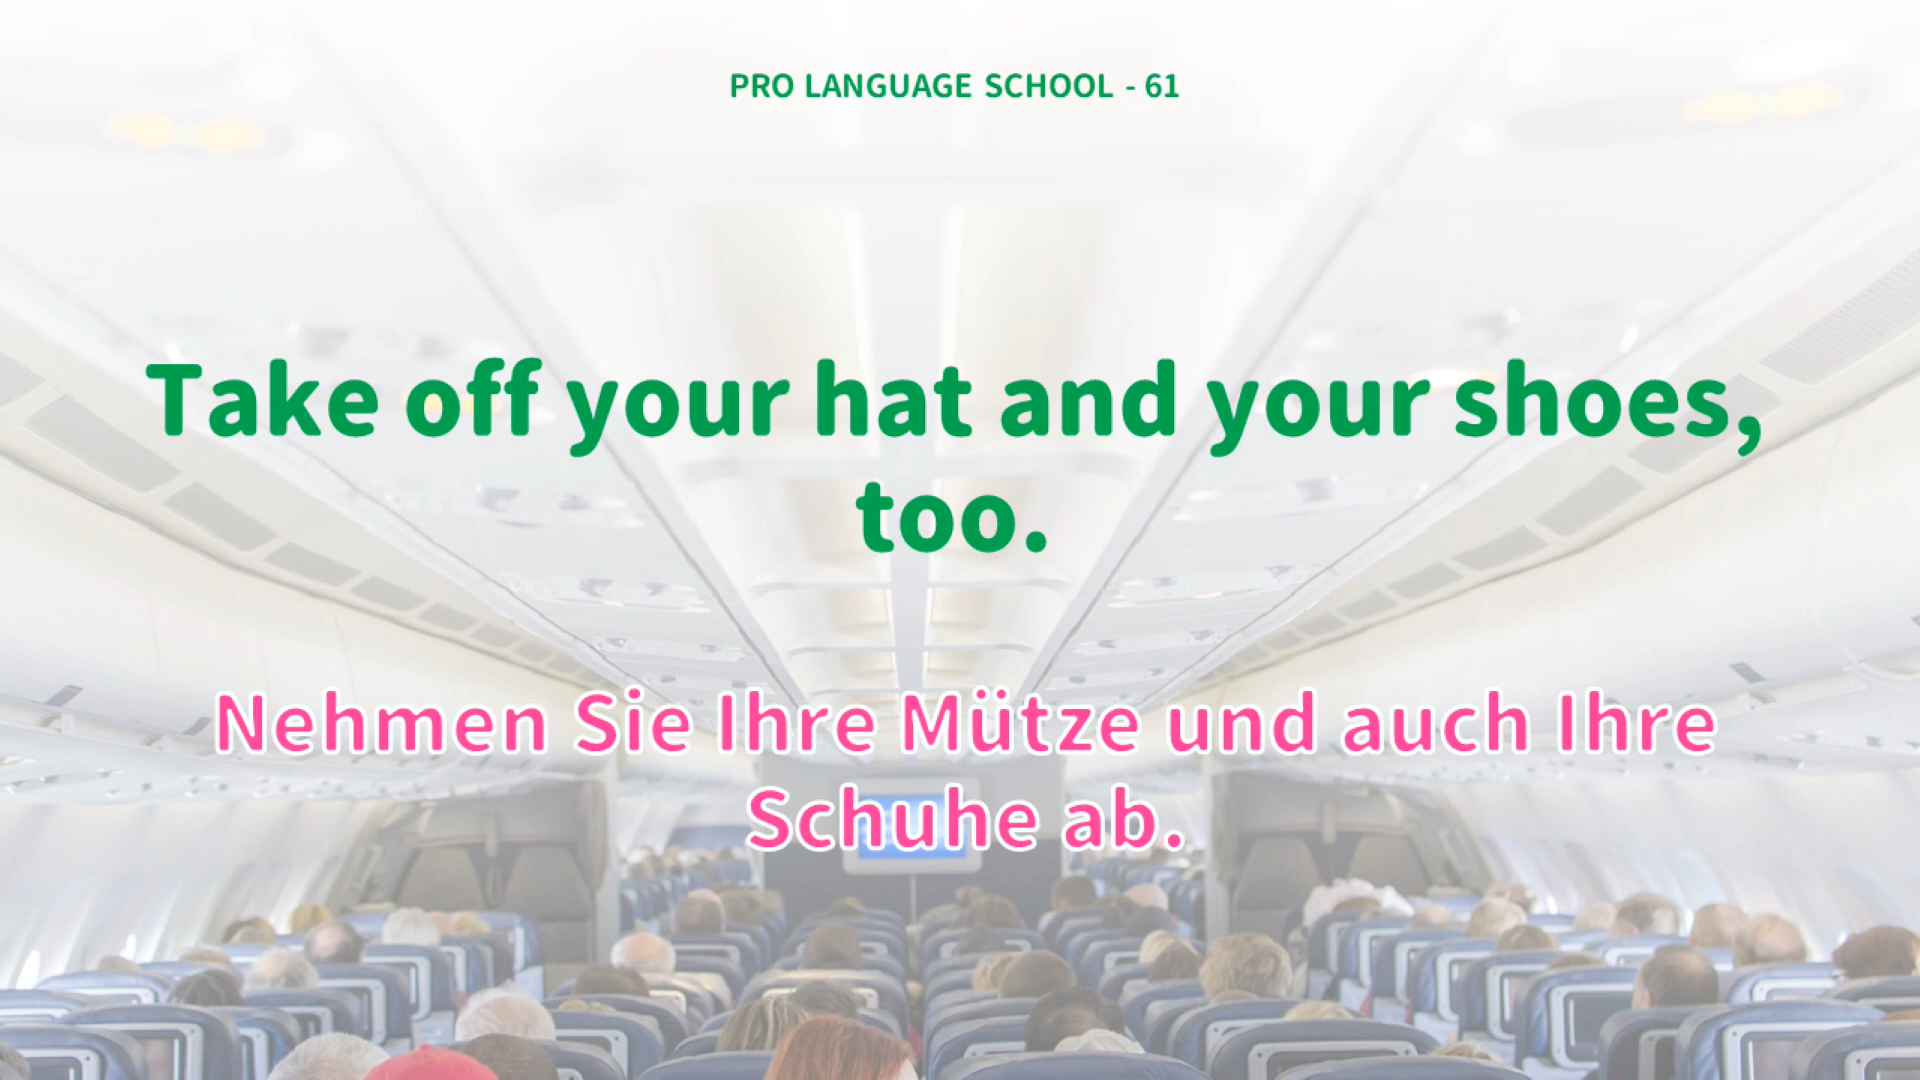 PRO LANGUAGE SCHOOL - 61
Take off your hat and your shoes,
too.
Nehmen Sie Ihre Mütze und auch Ihre
Schuhe ab.